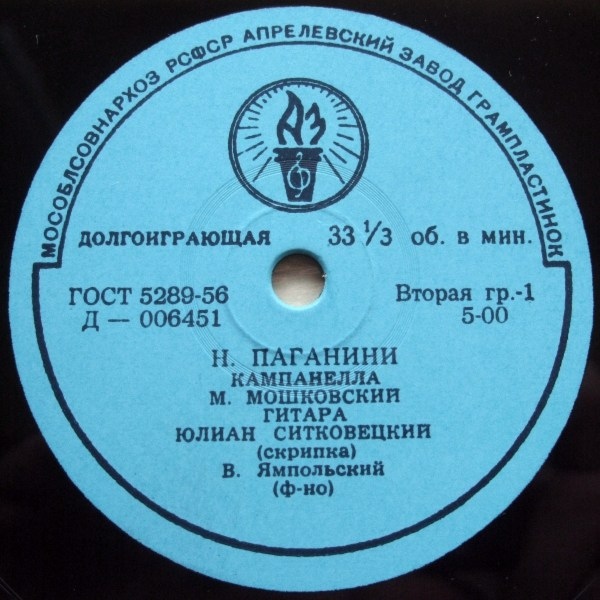 МОСОБЛСОВНАРХОЗ РСФСР АПРЕЛЕВСКИЙ ЗАВОД ГРАМПЛАСТИНОК
АЗ
ДОЛГОИГРАЮЩАЯ 33 1/3 об. в мин.
ГОСТ 5289-56 Вторая гр.-1
Д — 006451 5-00
Н. ПАГАНИНИ
КАМПАНЕЛЛА
М. МОШКОВСКИЙ
ГИТАРА
ЮЛИАН СИТКОВЕЦКИЙ
(скрипка)
В. Ямпольский
(ф-но)